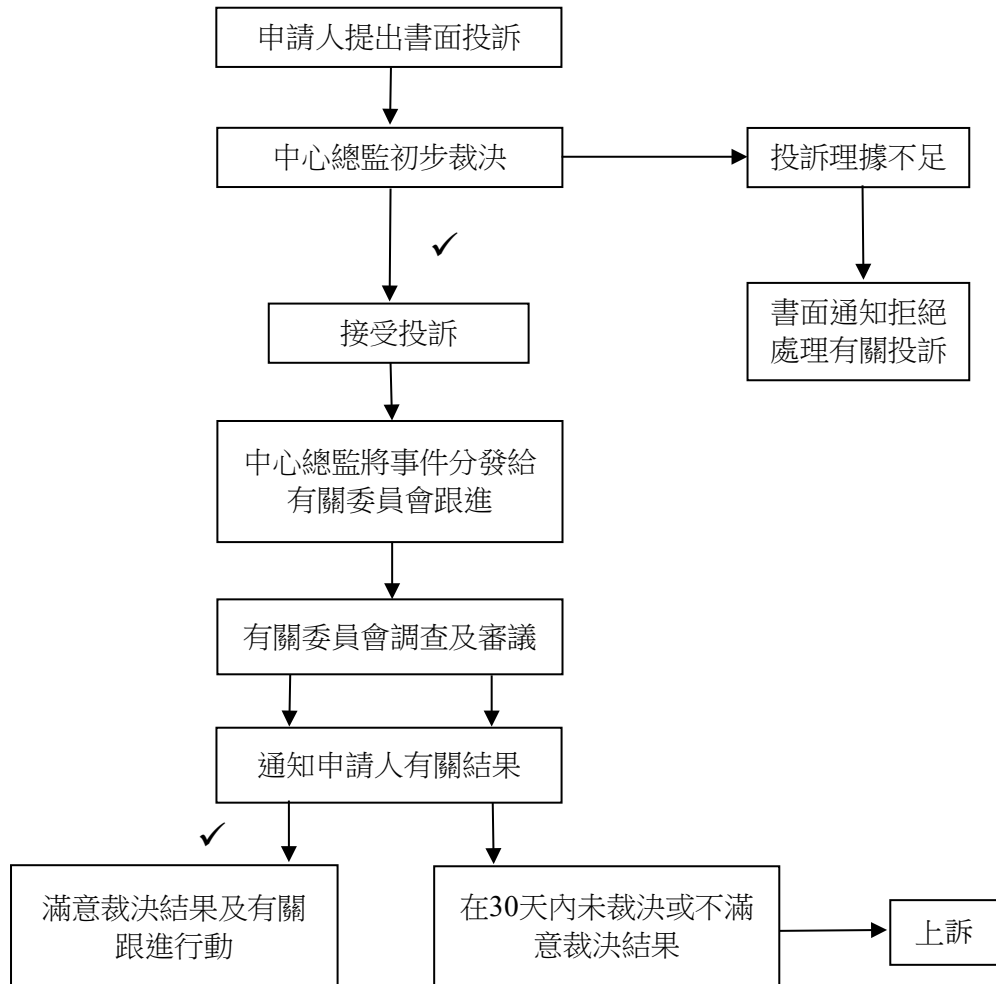 申請人提出書面投訴
中心總監初步裁決
投訴理據不足
✓
接受投訴
書面通知拒絕
處理有關投訴
中心總監將事件分發給
有關委員會跟進
有關委員會調查及審議
通知申請人有關結果
✓
滿意裁決結果及有關
跟進行動
在30天內未裁決或不滿
意裁決結果
上訴